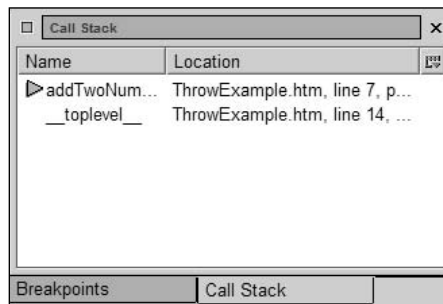 Call Stack
Name Location
addTwoNum... ThrowExample.htm, line 7, p...
__toplevel__ ThrowExample.htm, line 14, ...
Breakpoints Call Stack